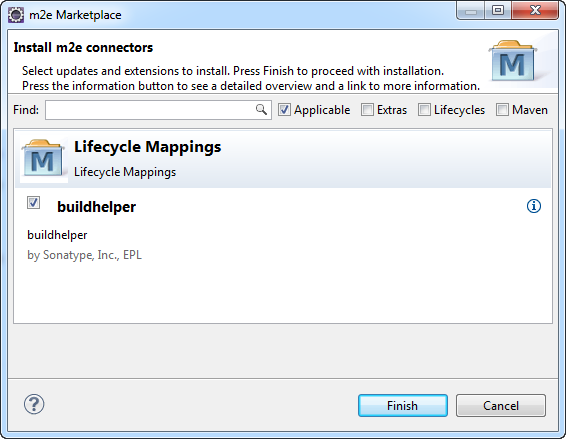 m2e Marketplace
Install m2e connectors
Select updates and extensions to install. Press Finish to proceed with installation.
Press the information button to see a detailed overview and a link to more information.
M
Find: Applicable Extras Lifecycles Maven
M
Lifecycle Mappings
Lifecycle Mappings
buildhelper
buildhelper
by Sonatype, Inc., EPL
? Finish Cancel